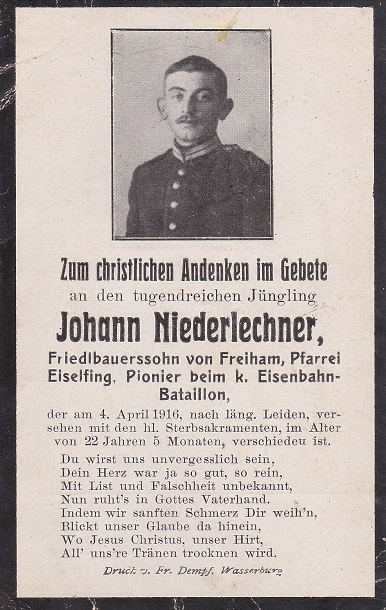 Zum christlichen Andenken im Gebete
an den tugendreichen Jüngling
Johann Niederlechner,
Friedlbauerssohn von Freiham, Pfarrei
Eiselfing, Pionier beim k. Eisenbahn-
Bataillon,
der am 4. April 1916, nach läng. Leiden, ver-
sehen mit den hl. Sterbsakramenten, im Alter
von 22 Jahren 5 Monaten, verschiedeu ist.
Du wirst uns unvergesslich sein,
Dein Herz war ja so gut, so rein,
Mit List und Falschheit unbekannt,
Nun ruht's in Gottes Vaterhand.
Indem wir sanften Schmerz Dir weih'n,
Blickt unser Glaube da hinein,
Wo Jesus Christus, unser Hirt,
All' uns're Tränen trocknen wird.
Druck v. Fr. Dempf, Wasserburg